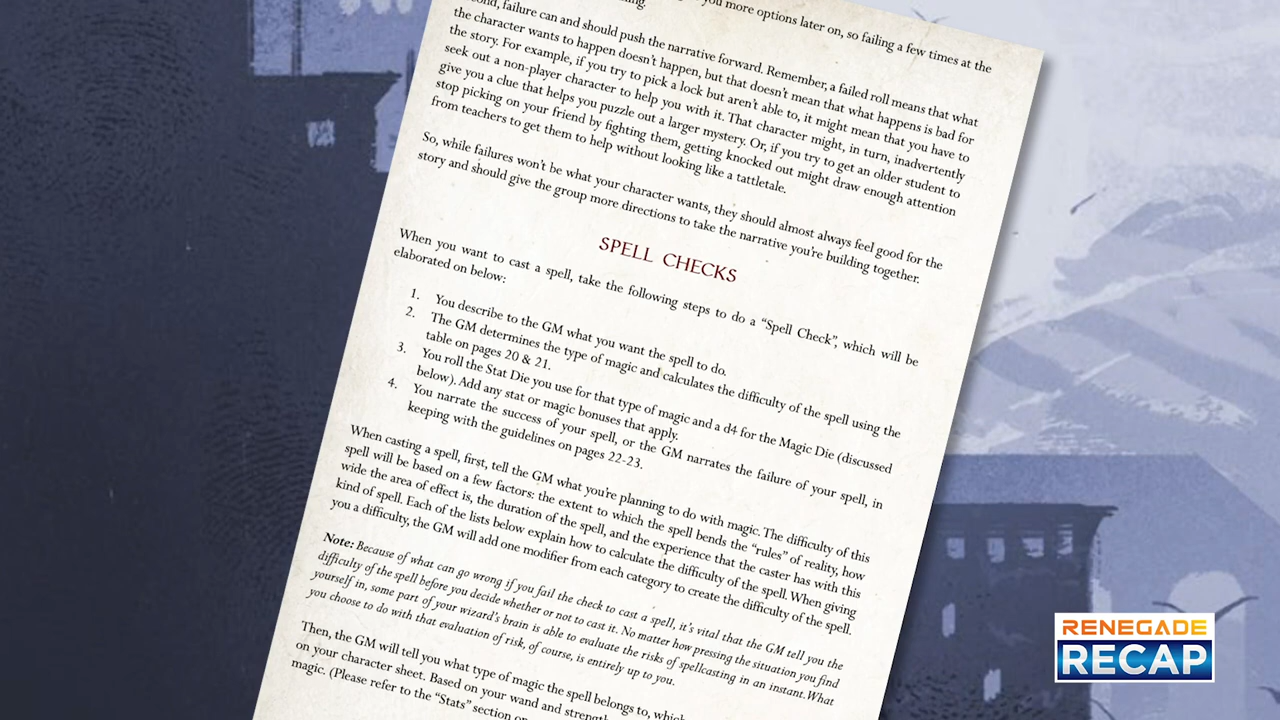 you more options later on, so failing a few times at the
failure can and should push the narrative forward. Remember, a failed roll means that what
the character wants to happen doesn't happen, but that doesn't mean that what happens is bad for
the story. For example, if you try to pick a lock but aren't able to, it might mean that you have to
seek out a non-player character to help you with it. That character might, in turn, inadvertently
give you a clue that helps you puzzle out a larger mystery. Or, if you try to get an older student to
stop picking on your friend by fighting them, getting knocked out might draw enough attention
from teachers to get them to help without looking like a tattletale.
So, while failures won't be what your character wants, they should almost always feel good for the
story and should give the group more directions to take the narrative you're building together.
SPELL CHECKS
When you want to cast a spell, take the following steps to do a “Spell Check”, which will be
elaborated on below:
1. You describe to the GM what you want the spell to do.
2. The GM determines the type of magic and calculates the difficulty of the spell using the
table on pages 20 & 21.
3. You roll the Stat Die you use for that type of magic and a d4 for the Magic Die (discussed
below). Add any stat or magic bonuses that apply.
4. You narrate the success of your spell, or the GM narrates the failure of your spell, in
keeping with the guidelines on pages 22-23.
When casting a spell, first, tell the GM what you're planning to do with magic. The difficulty of this
spell will be based on a few factors: the extent to which the spell bends the “rules” of reality, how
wide the area of effect is, the duration of the spell, and the experience that the caster has with this
kind of spell. Each of the lists below explain how to calculate the difficulty of the spell. When giving
you a difficulty, the GM will add one modifier from each category to create the difficulty of the spell.
Note: Because of what can go wrong if you fail the check to cast a spell, it's vital that the GM tell you the
difficulty of the spell before you decide whether or not to cast it. No matter how pressing the situation you find
yourself in, some part of your wizard's brain is able to evaluate the risks of spellcasting in an instant. What
you choose to do with that evaluation of risk, of course, is entirely up to you.
Then, the GM will tell you what type of magic the spell belongs to, which
on your character sheet. Based on your wand and
magic. (Please refer to the “Stats” section
RENEGADE
RECAP